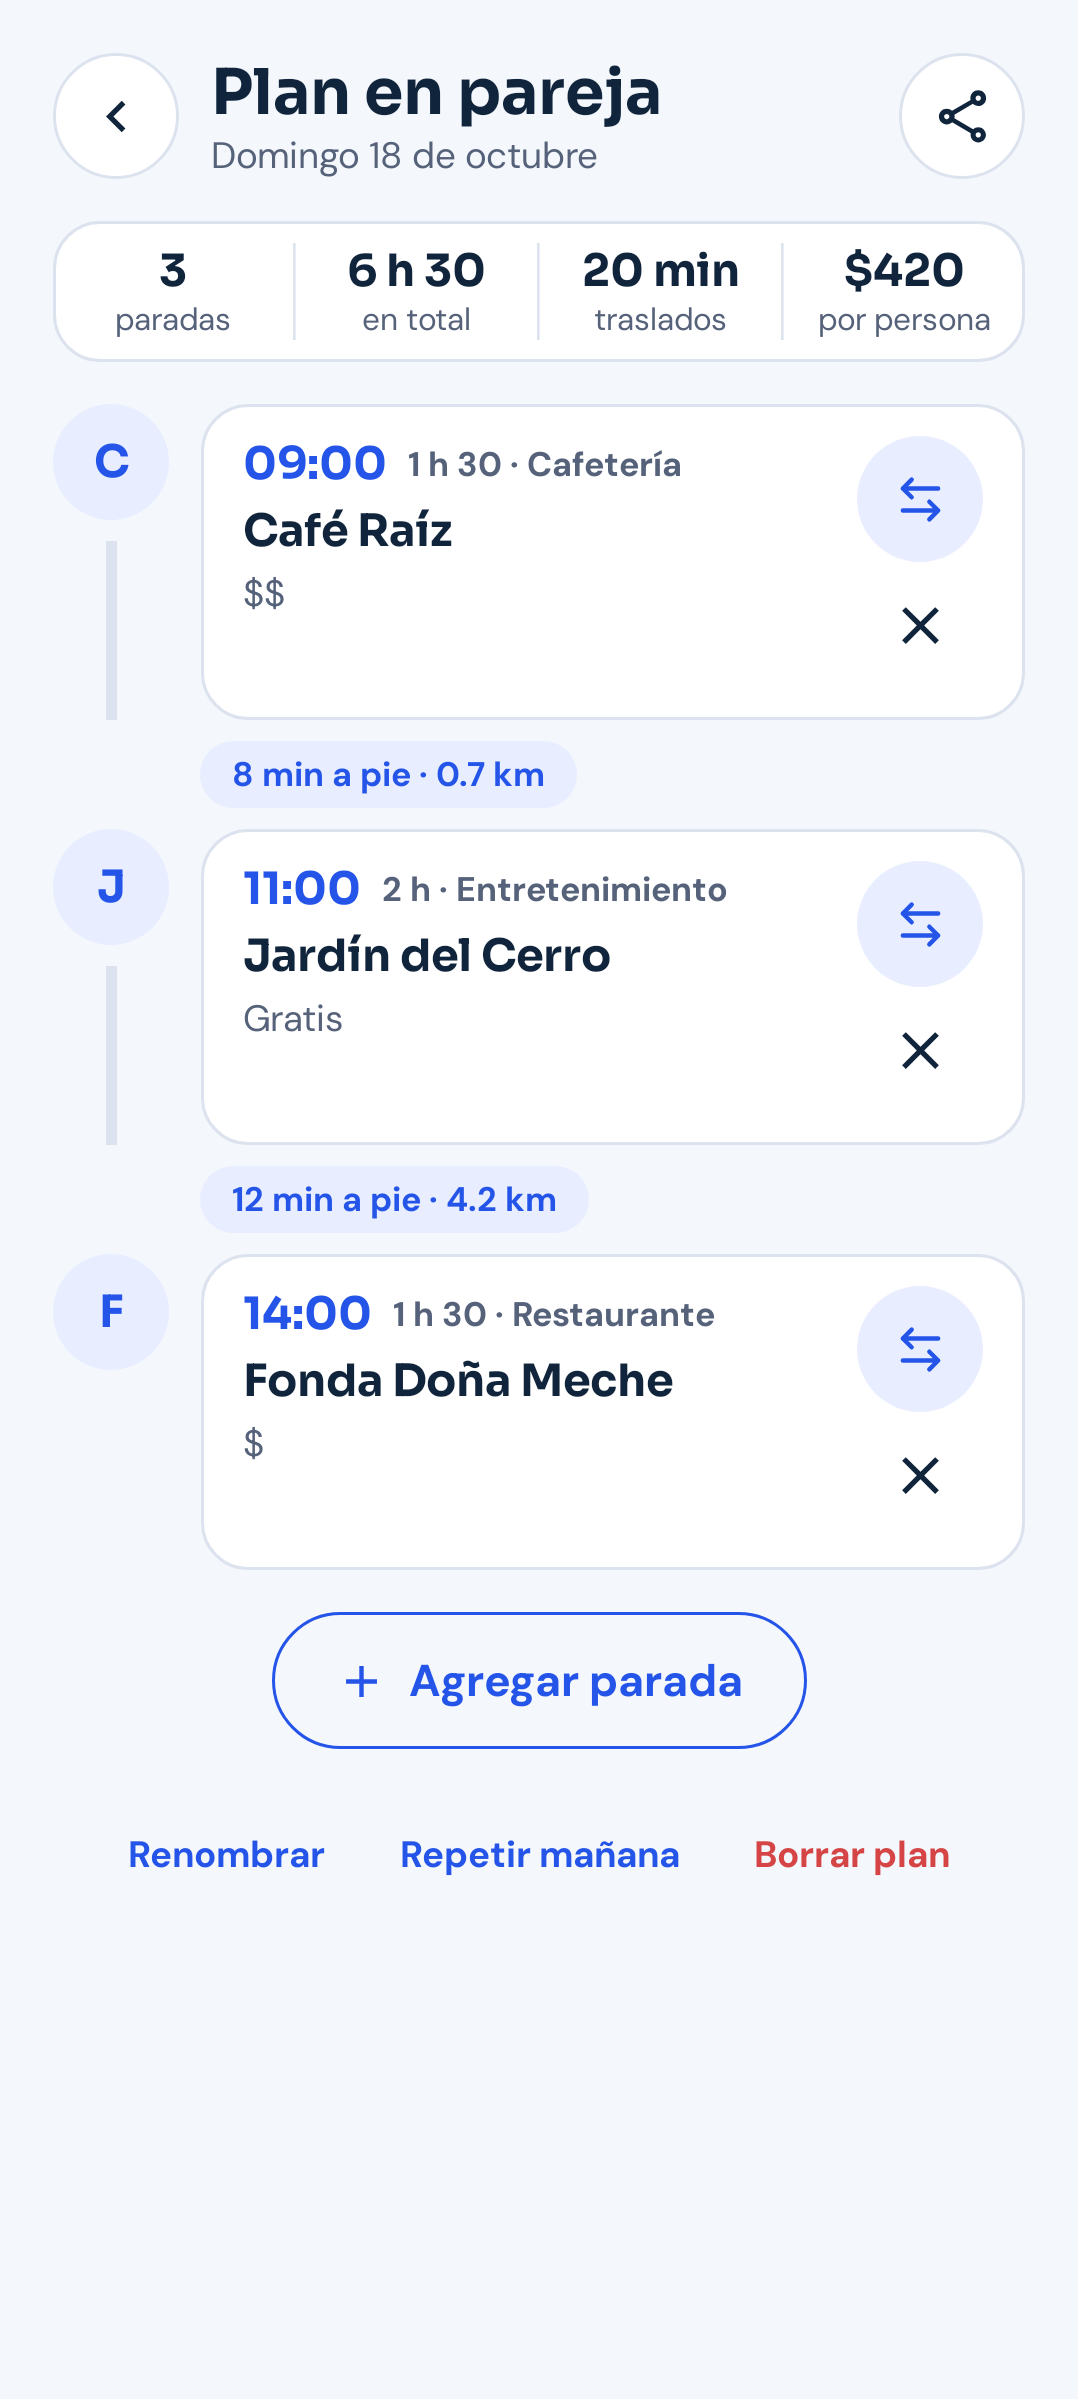 Plan en pareja
Domingo 18 de octubre
3
paradas
6 h 30
en total
20 min
traslados
$420
por persona
C
09:00 1 h 30 · Cafetería
Café Raíz
$$
8 min a pie · 0.7 km
J
11:00 2 h · Entretenimiento
Jardín del Cerro
Gratis
12 min a pie · 4.2 km
F
14:00 1 h 30 · Restaurante
Fonda Doña Meche
$
+ Agregar parada
Renombrar
Repetir mañana
Borrar plan